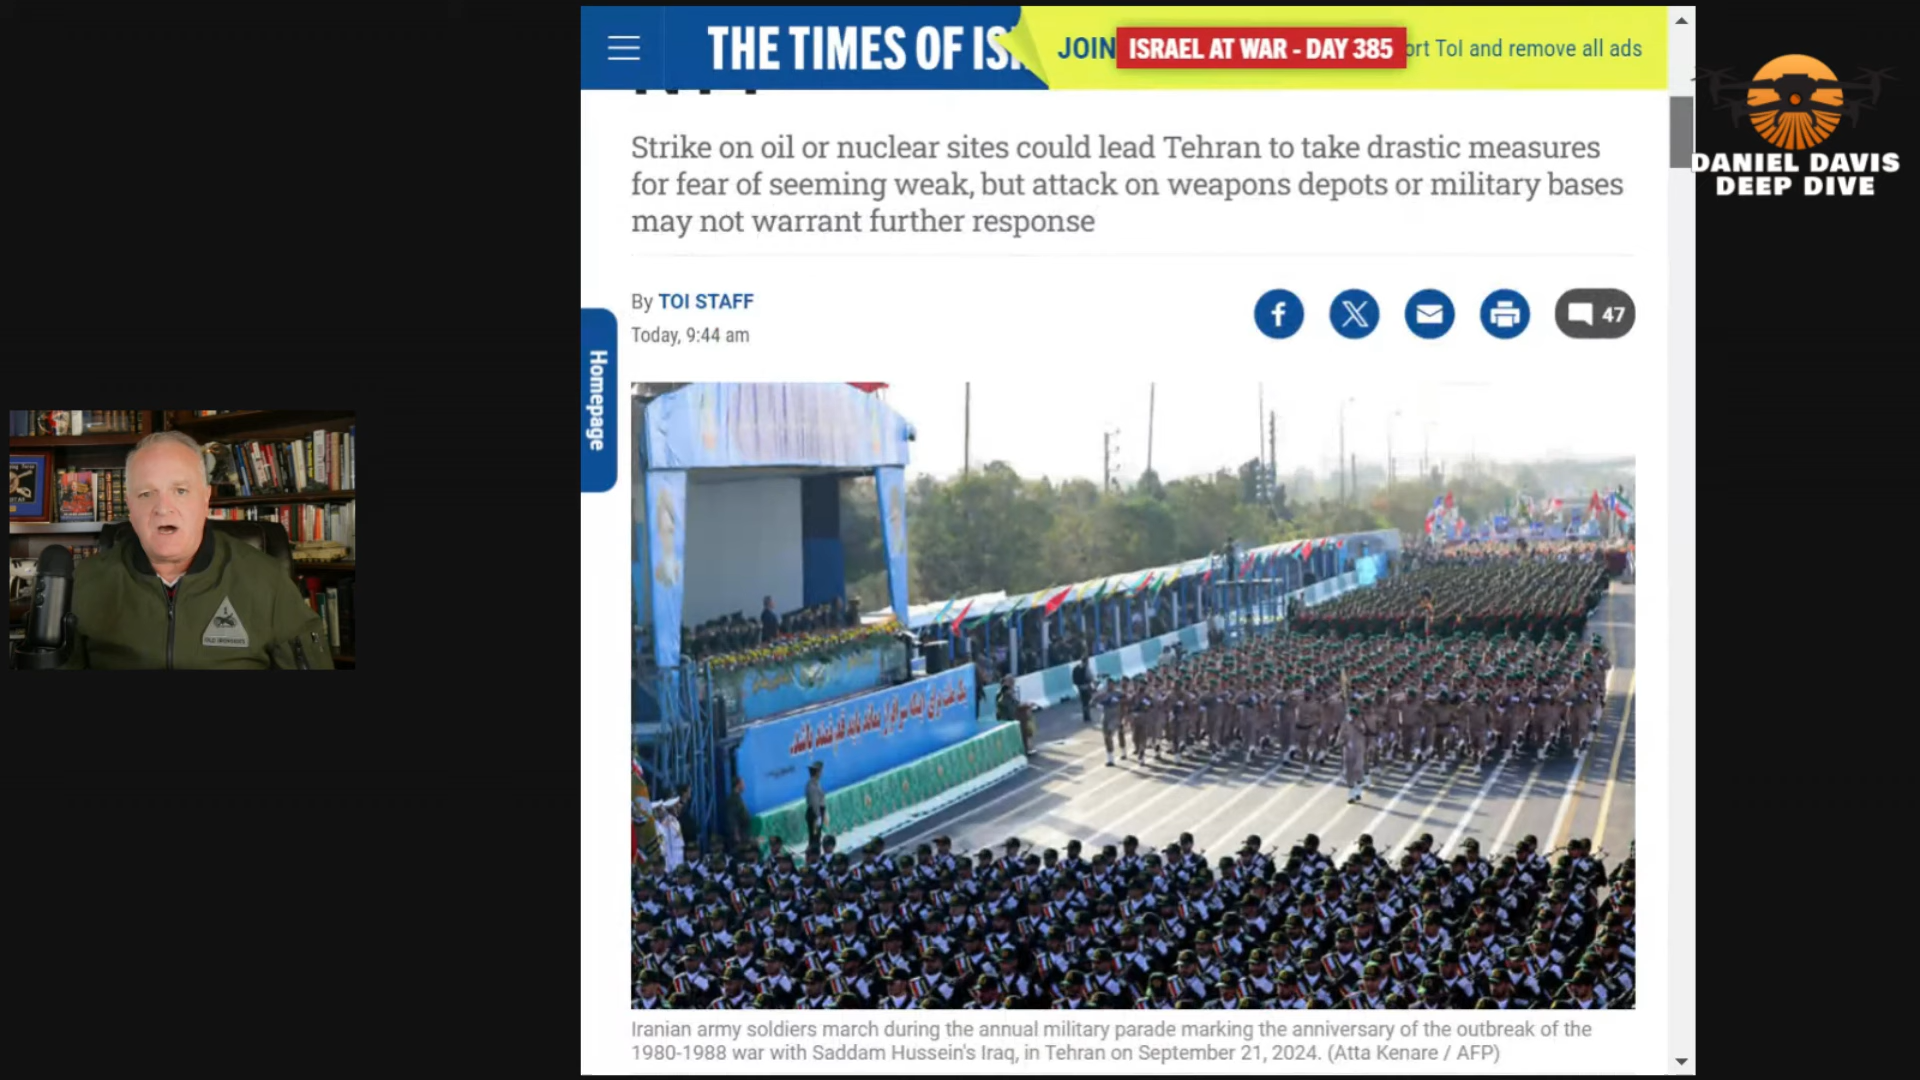 THE TIMES OF IS
JOIN
ISRAEL AT WAR - DAY 385
ort ToI and remove all ads
DANIEL DAVIS
DEEP DIVE
Strike on oil or nuclear sites could lead Tehran to take drastic measures
for fear of seeming weak, but attack on weapons depots or military bases
may not warrant further response
By TOI STAFF
Today, 9:44 am
47
Homepage
Iranian army soldiers march during the annual military parade marking the anniversary of the outbreak of the
1980-1988 war with Saddam Hussein's Iraq, in Tehran on September 21, 2024. (Atta Kenare / AFP)